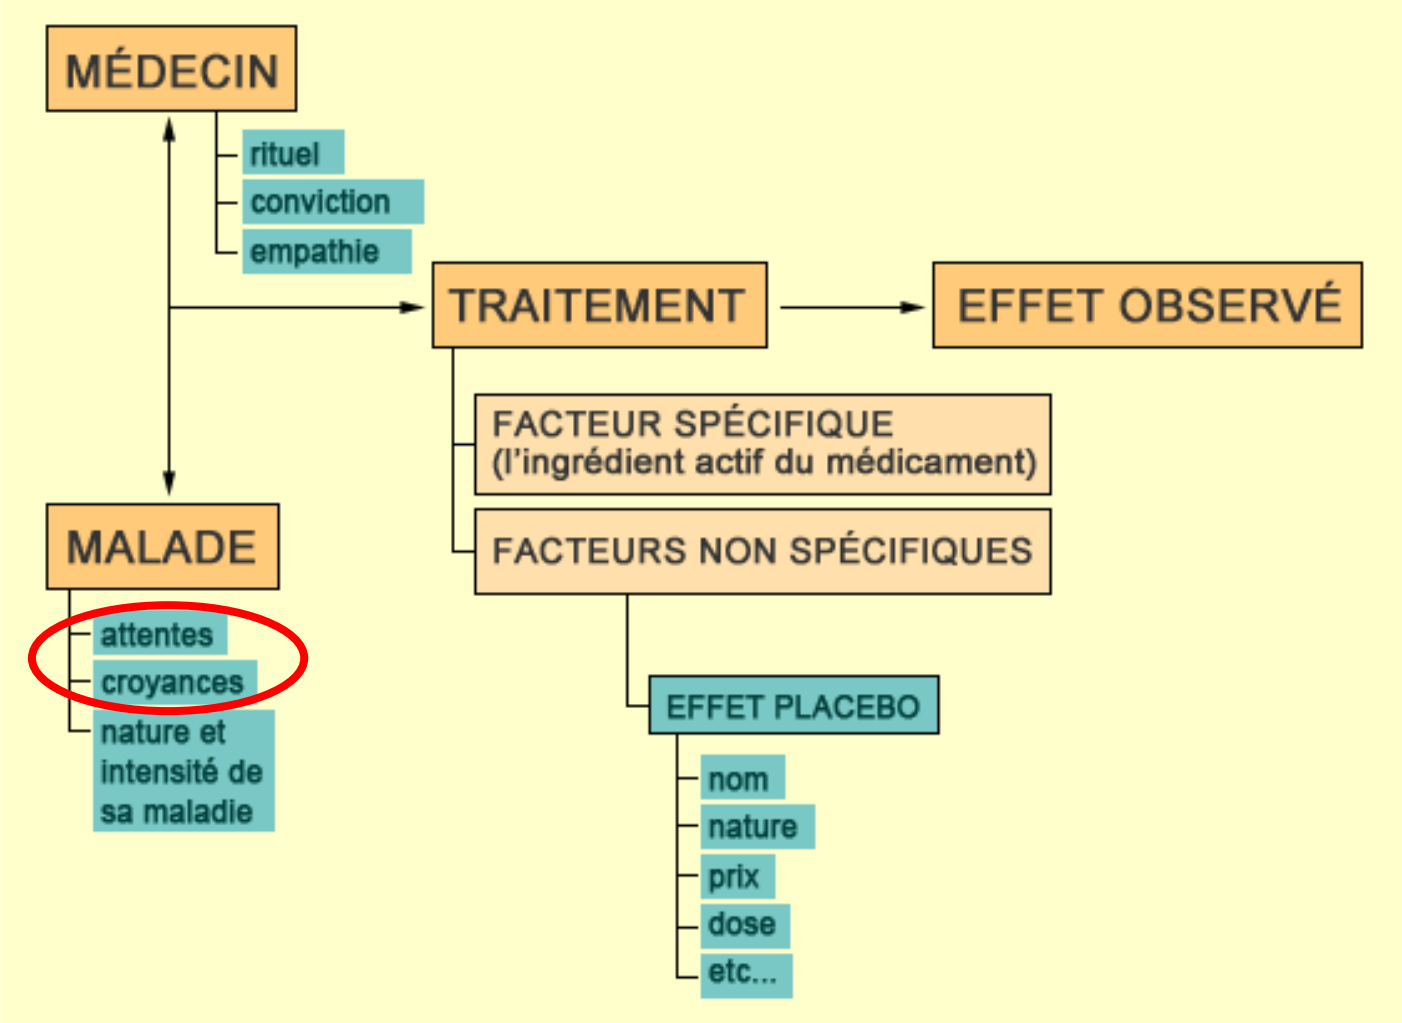 MÉDECIN
rituel
conviction
empathie
TRAITEMENT
EFFET OBSERVÉ
FACTEUR SPÉCIFIQUE
(l'ingrédient actif du médicament)
FACTEURS NON SPÉCIFIQUES
MALADE
attentes
croyances
nature et
intensité de
sa maladie
EFFET PLACEBO
nom
nature
prix
dose
etc...